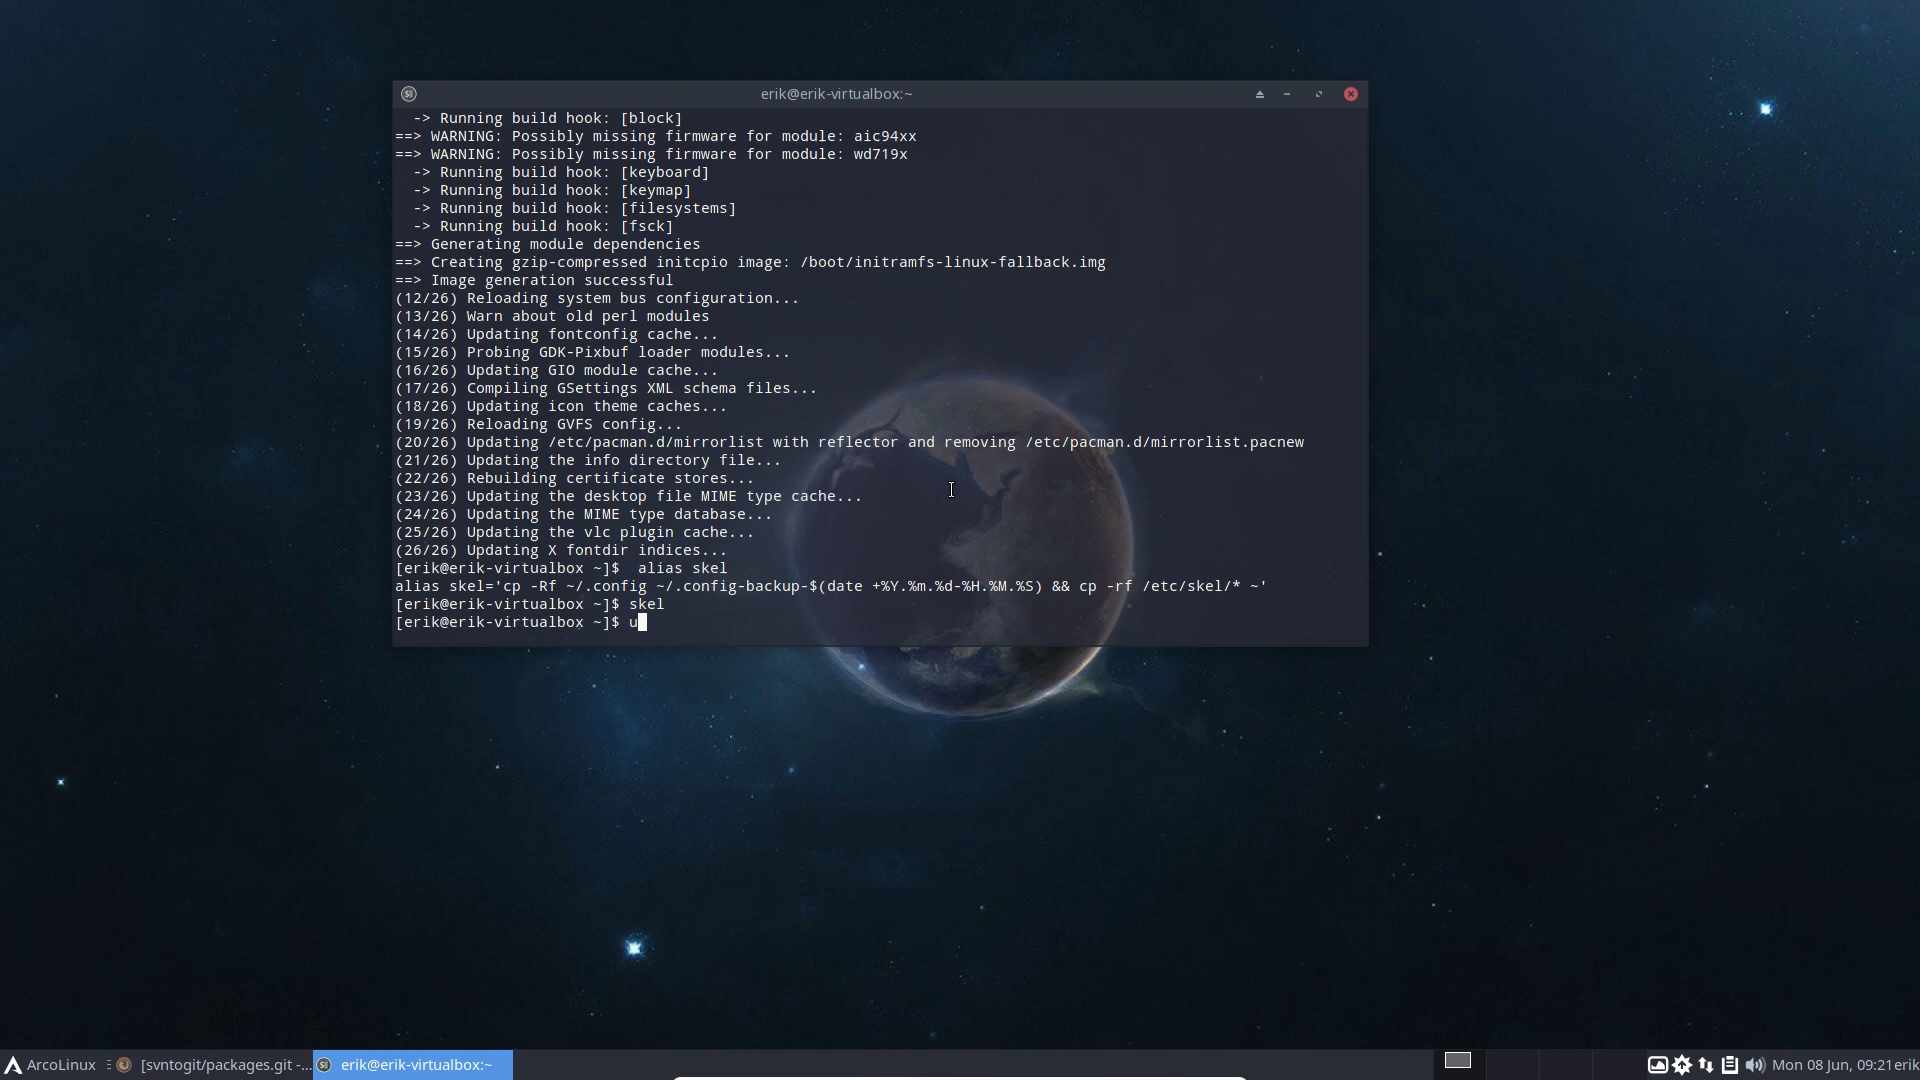 erik@erik-virtualbox:~
  -> Running build hook: [block]
==> WARNING: Possibly missing firmware for module: aic94xx
==> WARNING: Possibly missing firmware for module: wd719x
  -> Running build hook: [keyboard]
  -> Running build hook: [keymap]
  -> Running build hook: [filesystems]
  -> Running build hook: [fsck]
==> Generating module dependencies
==> Creating gzip-compressed initcpio image: /boot/initramfs-linux-fallback.img
==> Image generation successful
(12/26) Reloading system bus configuration...
(13/26) Warn about old perl modules
(14/26) Updating fontconfig cache...
(15/26) Probing GDK-Pixbuf loader modules...
(16/26) Updating GIO module cache...
(17/26) Compiling GSettings XML schema files...
(18/26) Updating icon theme caches...
(19/26) Reloading GVFS config...
(20/26) Updating /etc/pacman.d/mirrorlist with reflector and removing /etc/pacman.d/mirrorlist.pacnew
(21/26) Updating the info directory file...
(22/26) Rebuilding certificate stores...
(23/26) Updating the desktop file MIME type cache...
(24/26) Updating the MIME type database...
(25/26) Updating the vlc plugin cache...
(26/26) Updating X fontdir indices...
[erik@erik-virtualbox ~]$  alias skel
alias skel='cp -Rf ~/.config ~/.config-backup-$(date +%Y.%m.%d-%H.%M.%S) && cp -rf /etc/skel/* ~'
[erik@erik-virtualbox ~]$ skel
[erik@erik-virtualbox ~]$ u
ArcoLinux [svntogit/packages.git -... erik@erik-virtualbox:~ Mon 08 Jun, 09:21 erik